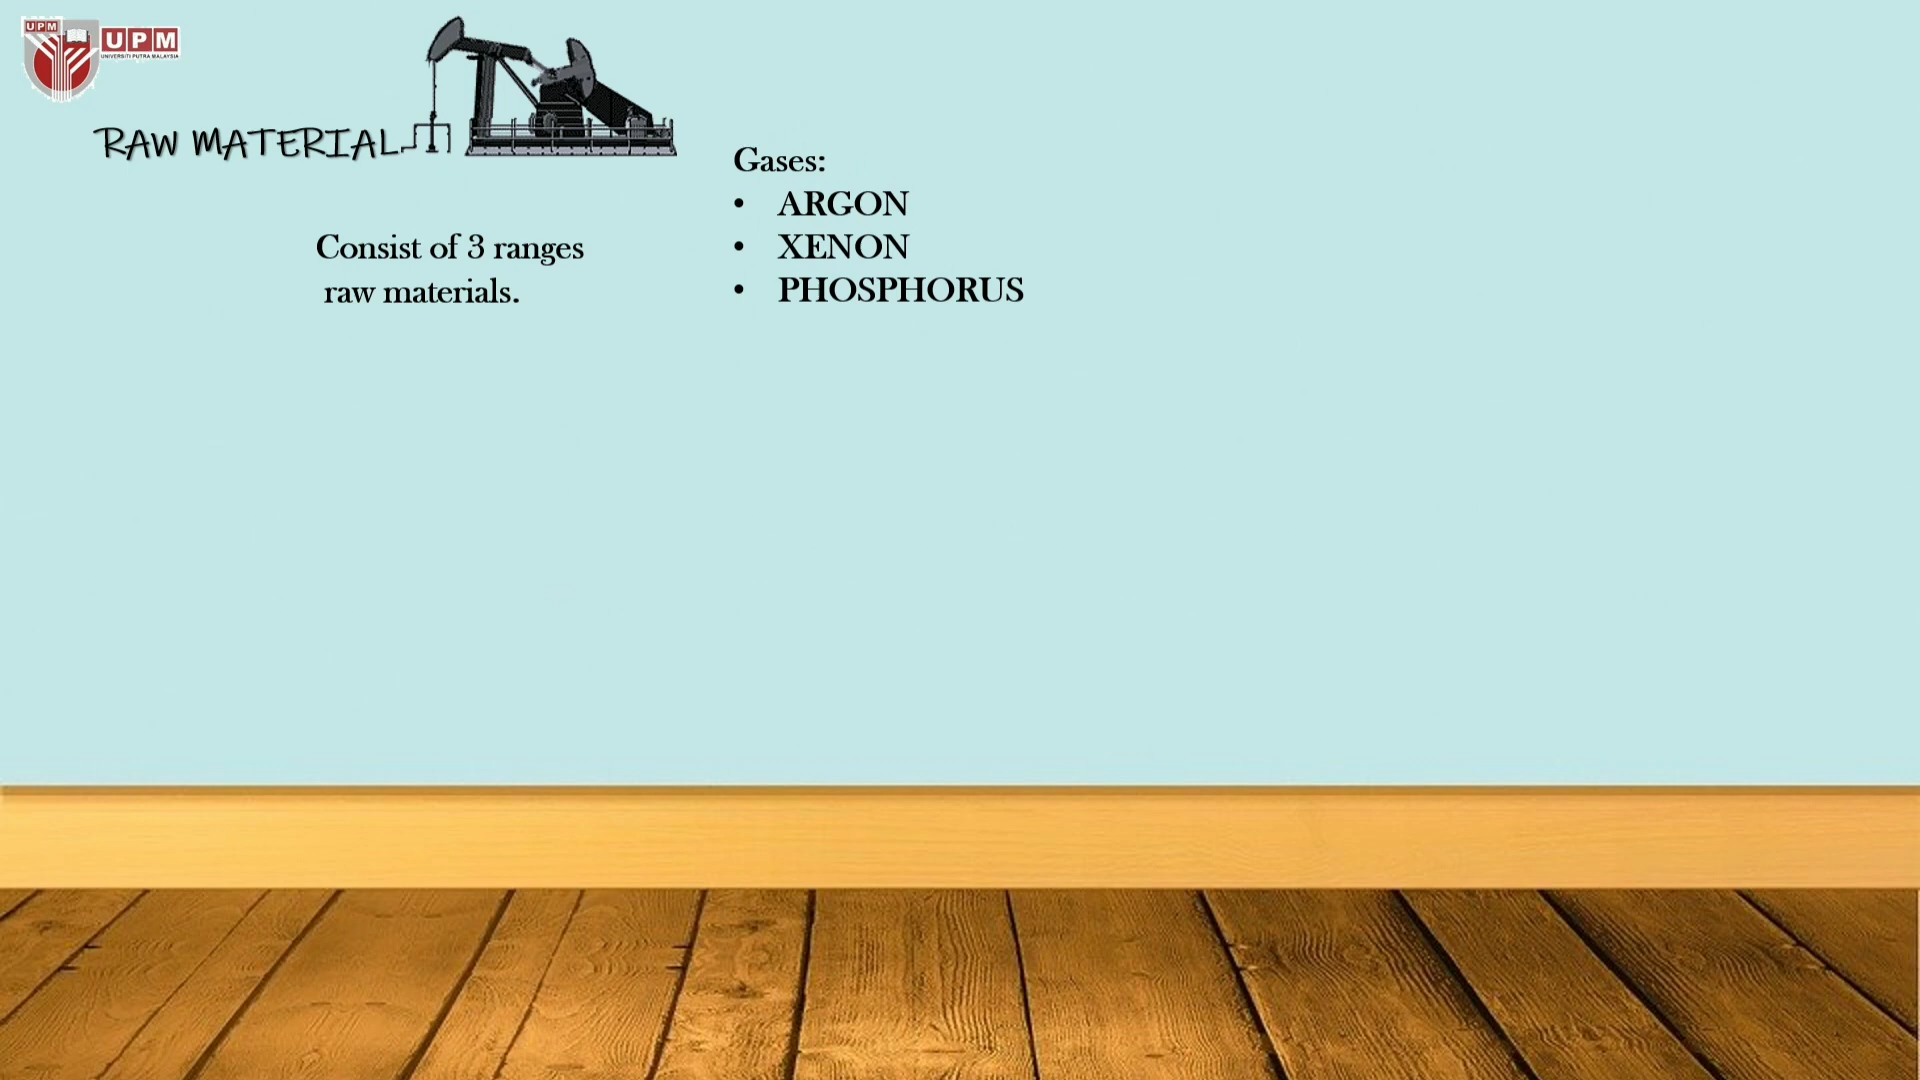 UPM
UPM
UNIVERSITI PUTRA MALAYSIA
RAW MATERIAL
Consist of 3 ranges
raw materials.
Gases:
• ARGON
• XENON
• PHOSPHORUS